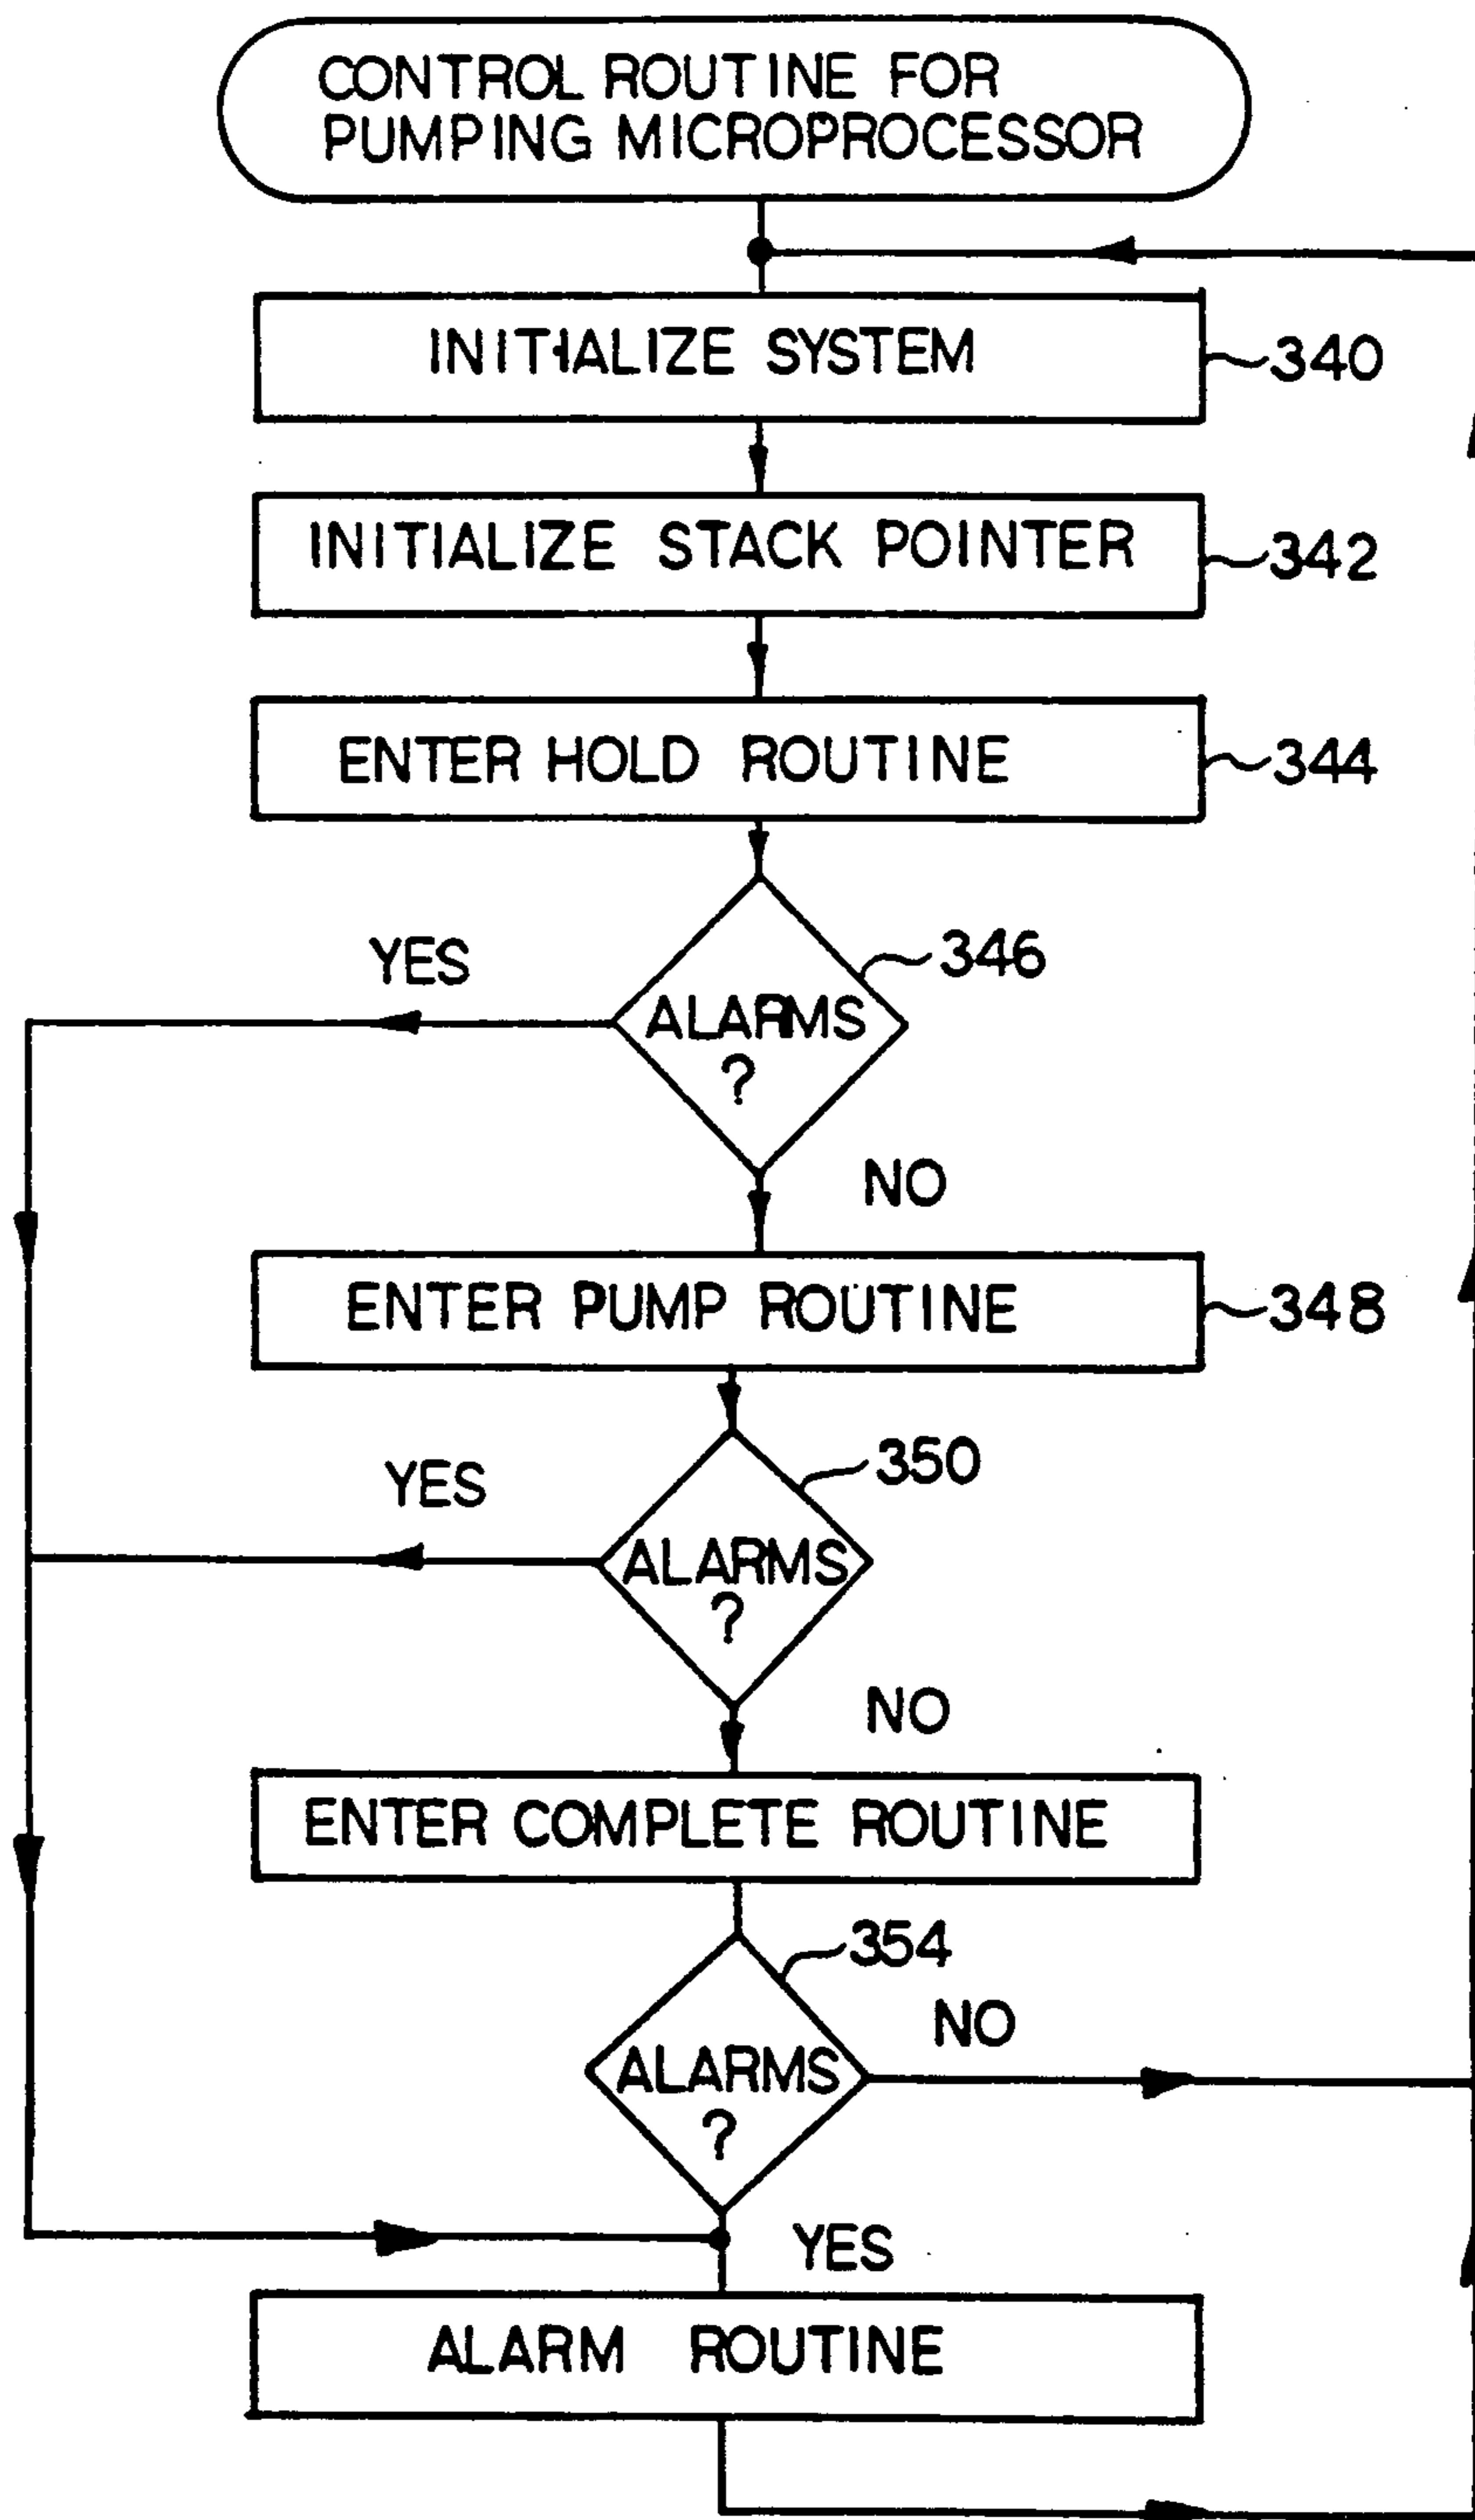 CONTROL ROUTINE FOR
PUMPING MICROPROCESSOR
INITIALIZE SYSTEM
340
INITIALIZE STACK POINTER
342
ENTER HOLD ROUTINE
344
346
YES
ALARMS
?
NO
ENTER PUMP ROUTINE
348
350
YES
ALARMS
?
NO
ENTER COMPLETE ROUTINE
354
NO
ALARMS
?
YES
ALARM ROUTINE